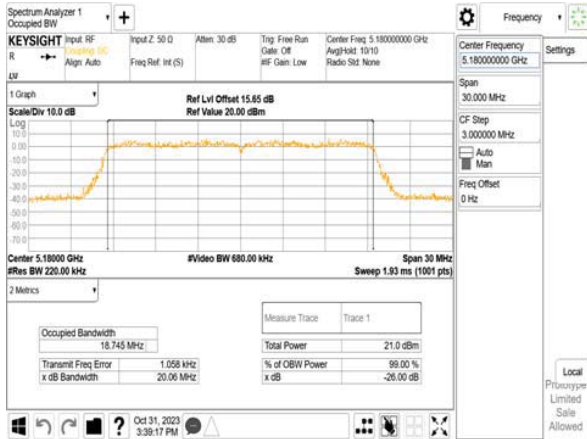 Spectrum Analyzer 1
Occupied BW
Frequency
KEYSIGHT Input: RF
Coupling: DC
Align: Auto
Input Z: 50 Ω
Freq Ref: Int (S)
Atten: 30 dB
Trig: Free Run
Gate: Off
#IF Gain: Low
Center Freq: 5.180000000 GHz
Avg|Hold: 10/10
Radio Std: None
R
LV
Center Frequency
5.180000000 GHz
Settings
Span
30.000 MHz
CF Step
3.000000 MHz
Auto
Man
Freq Offset
0 Hz
1 Graph
Scale/Div 10.0 dB
Ref Lvl Offset 15.65 dB
Ref Value 20.00 dBm
Log
10.0
0.00
-10.0
-20.0
-30.0
-40.0
-50.0
-60.0
-70.0
Center 5.18000 GHz
#Video BW 680.00 kHz
Span 30 MHz
#Res BW 220.00 kHz
Sweep 1.93 ms (1001 pts)
2 Metrics
Measure Trace Trace 1
Occupied Bandwidth
18.745 MHz
Total Power 21.0 dBm
Transmit Freq Error 1.058 kHz
% of OBW Power 99.00 %
x dB Bandwidth 20.06 MHz
x dB -26.00 dB
Local
Prototype
Limited
Sale
Allowed
? Oct 31, 2023
3:39:17 PM